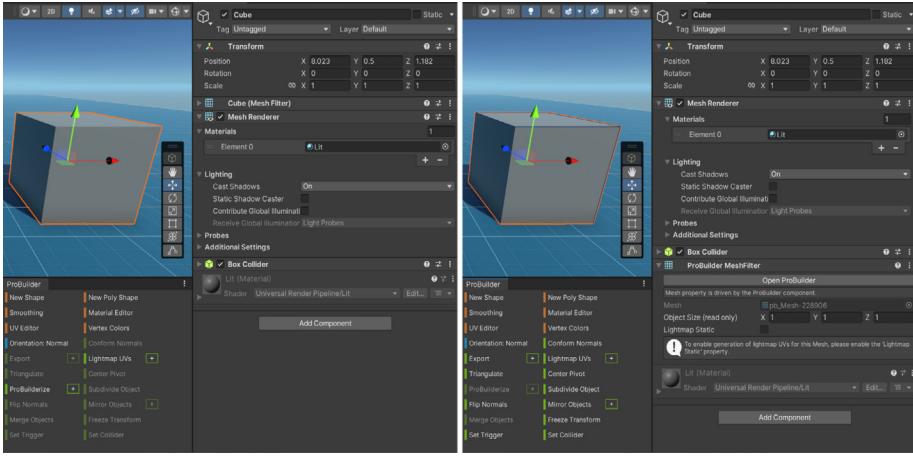 2D
Cube
Static
Tag Untagged
Layer Default
Transform
Position X 8.023 Y 0.5 Z 1.182
Rotation X 0 Y 0 Z 0
Scale X 1 Y 1 Z 1
Cube (Mesh Filter)
Mesh Renderer
Materials 1
Element 0 Lit
+ -
Lighting
Cast Shadows On
Static Shadow Caster
Contribute Global Illuminati
Receive Global Illumination Light Probes
Probes
Additional Settings
Box Collider
Lit (Material)
Shader Universal Render Pipeline/Lit Edit...
Add Component
ProBuilder
New Shape New Poly Shape
Smoothing Material Editor
UV Editor Vertex Colors
Orientation: Normal Conform Normals
Export + Lightmap UVs +
Triangulate Center Pivot
ProBuilderize + Subdivide Object
Flip Normals Mirror Objects +
Merge Objects Freeze Transform
Set Trigger Set Collider
2D
Cube
Static
Tag Untagged
Layer Default
Transform
Position X 8.023 Y 0.5 Z 1.182
Rotation X 0 Y 0 Z 0
Scale X 1 Y 1 Z 1
Mesh Renderer
Materials 1
Element 0 Lit
+ -
Lighting
Cast Shadows On
Static Shadow Caster
Contribute Global Illuminati
Receive Global Illumination Light Probes
Probes
Additional Settings
Box Collider
ProBuilder MeshFilter
Open ProBuilder
Mesh property is driven by the ProBuilder component.
Mesh pb_Mesh-228906
Object Size (read only) X 1 Y 1 Z 1
Lightmap Static
To enable generation of lightmap UVs for this Mesh, please enable the 'Lightmap
Static' property.
Lit (Material)
Shader Universal Render Pipeline/Lit Edit...
Add Component
ProBuilder
New Shape New Poly Shape
Smoothing Material Editor
UV Editor Vertex Colors
Orientation: Normal Conform Normals
Export + Lightmap UVs +
Triangulate Center Pivot
ProBuilderize + Subdivide Object
Flip Normals Mirror Objects +
Merge Objects Freeze Transform
Set Trigger Set Collider